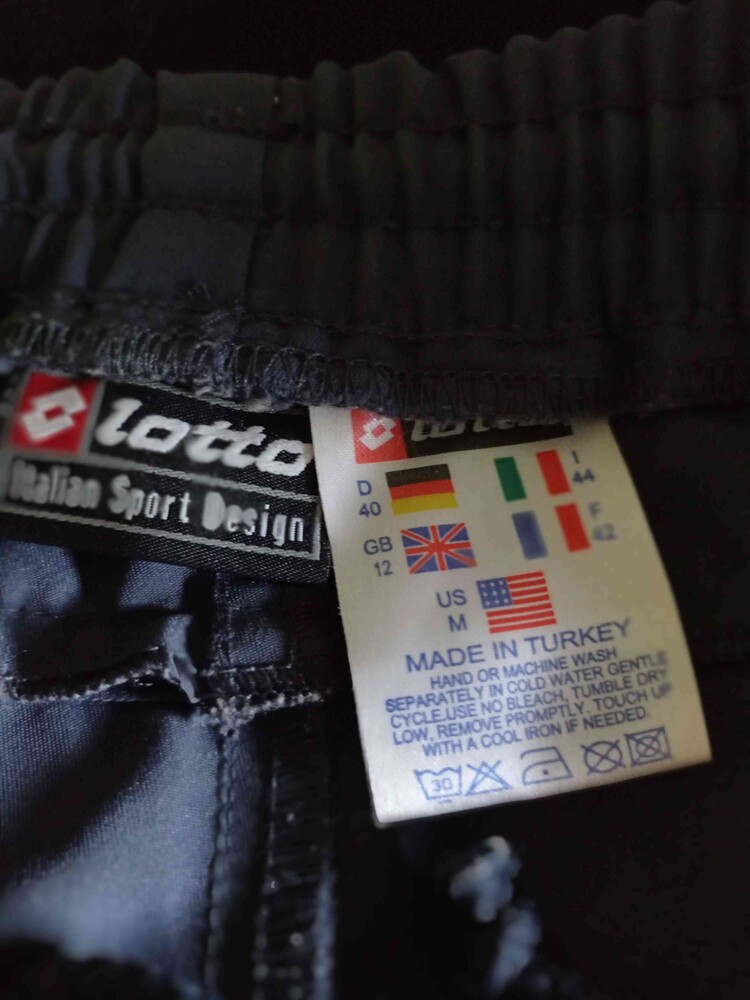 lotto
Italian Sport Design
lotto
D
40
I
44
GB
12
F
42
US
M
MADE IN TURKEY
HAND OR MACHINE WASH
SEPARATELY IN COLD WATER GENTLE
CYCLE.USE NO BLEACH, TUMBLE DRY
LOW, REMOVE PROMPTLY. TOUCH UP
WITH A COOL IRON IF NEEDED.
30